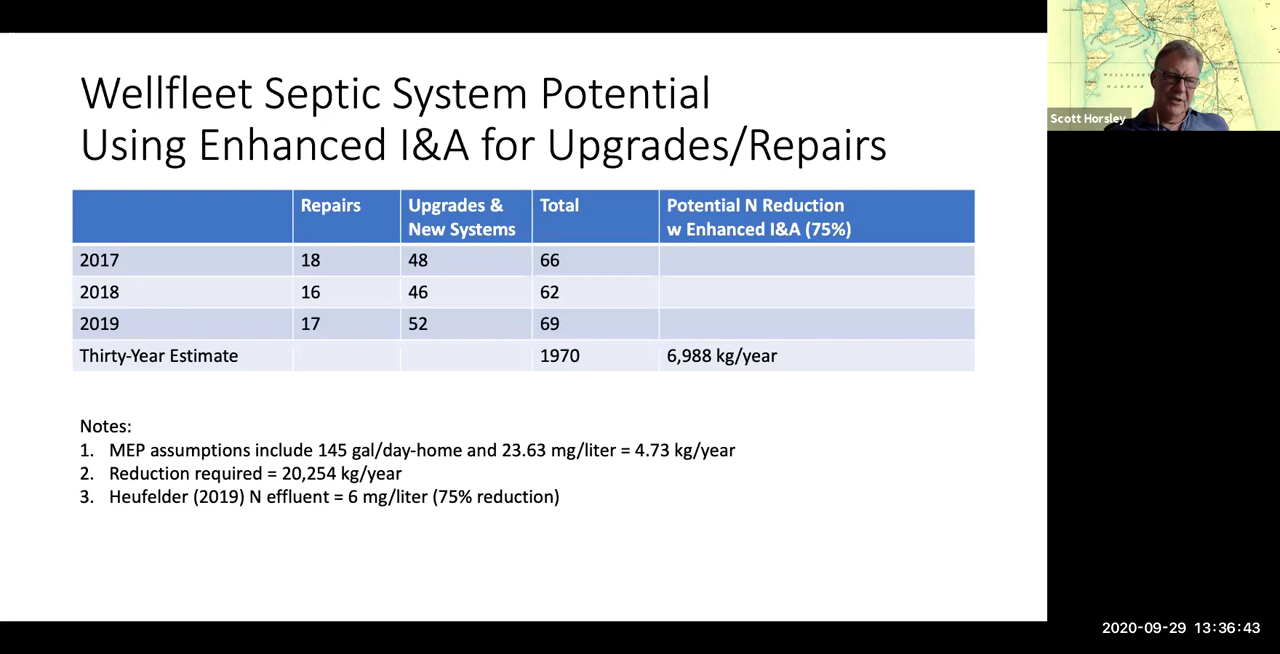 Wellfleet Septic System Potential
Using Enhanced I&A for Upgrades/Repairs
Repairs
Upgrades &
New Systems
Total
Potential N Reduction
w Enhanced I&A (75%)
2017 18 48 66
2018 16 46 62
2019 17 52 69
Thirty-Year Estimate 1970 6,988 kg/year
Notes:
1. MEP assumptions include 145 gal/day-home and 23.63 mg/liter = 4.73 kg/year
2. Reduction required = 20,254 kg/year
3. Heufelder (2019) N effluent = 6 mg/liter (75% reduction)
Scott Horsley
2020-09-29 13:36:43